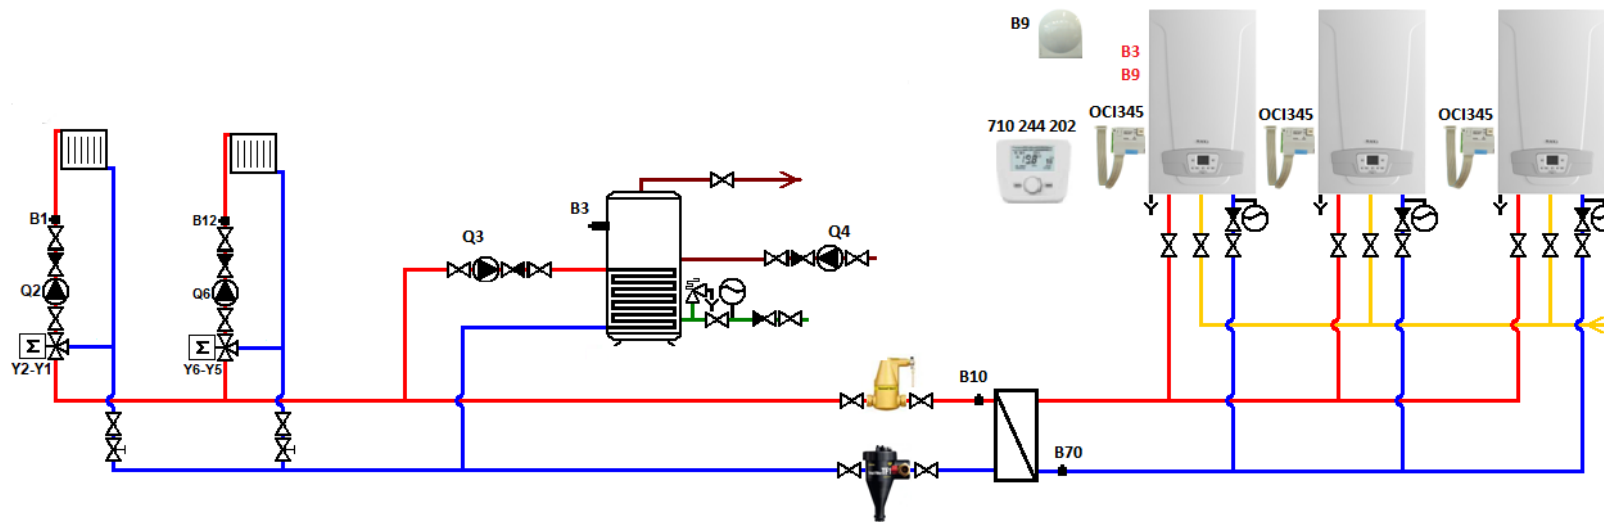 B9
B3
B9
OCI345
OCI345
OCI345
710 244 202
B1
B12
B3
Q3
Q4
Q2
Q6
Σ
Σ
Y2-Y1
Y6-Y5
B10
B70